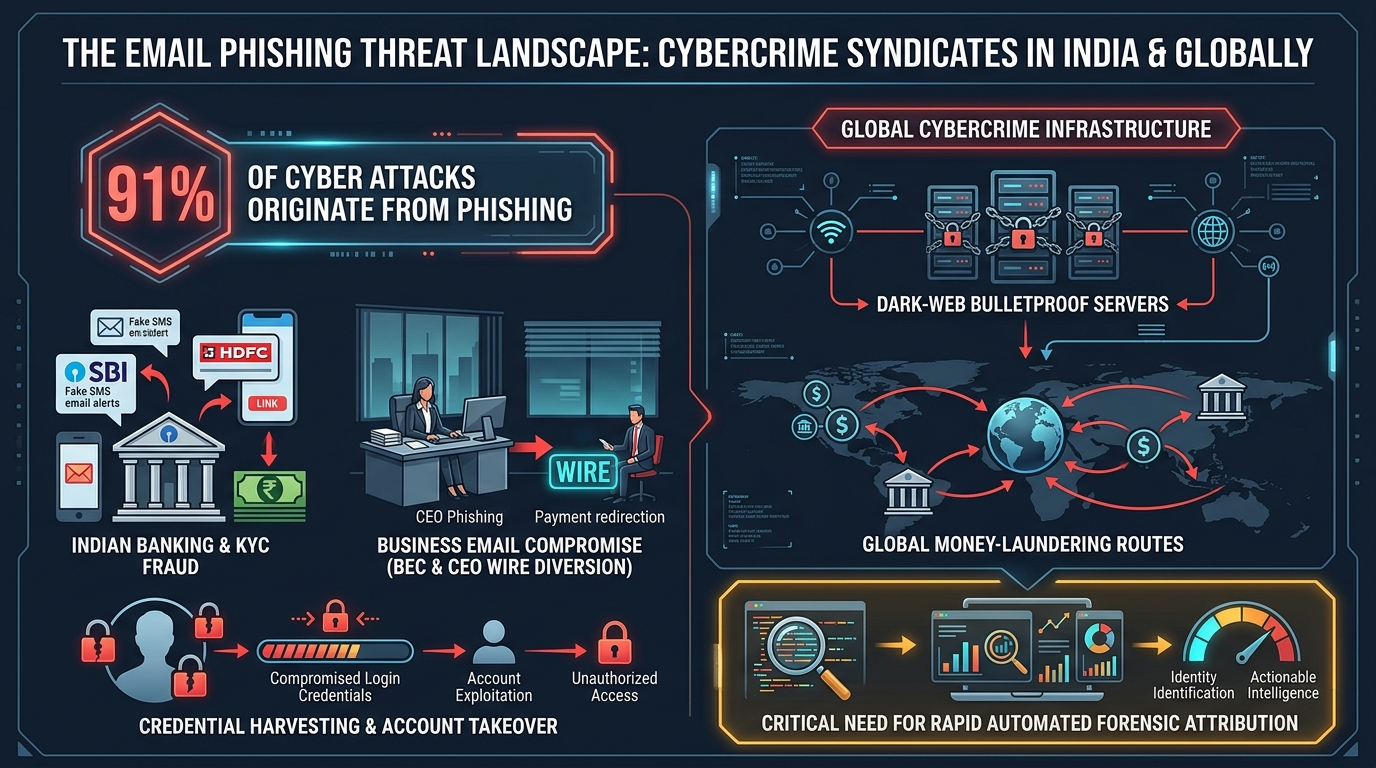 THE EMAIL PHISHING THREAT LANDSCAPE: CYBERCRIME SYNDICATES IN INDIA & GLOBALLY
91%
OF CYBER ATTACKS
ORIGINATE FROM PHISHING
Fake SMS
SBI
Fake SMS
email alerts
HDFC
LINK
₹
INDIAN BANKING & KYC
FRAUD
WIRE
CEO Phishing
Payment redirection
BUSINESS EMAIL COMPROMISE
(BEC & CEO WIRE DIVERSION)
Compromised Login
Credentials
Account
Exploitation
Unauthorized
Access
CREDENTIAL HARVESTING & ACCOUNT TAKEOVER
GLOBAL CYBERCRIME INFRASTRUCTURE
DARK-WEB BULLETPROOF SERVERS
$
$
$
GLOBAL MONEY-LAUNDERING ROUTES
Identity
Identification
Actionable
Intelligence
CRITICAL NEED FOR RAPID AUTOMATED FORENSIC ATTRIBUTION